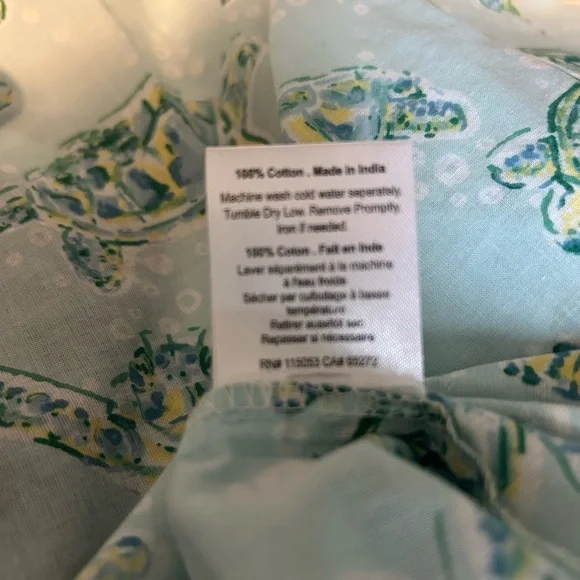 100% Cotton . Made in India
Machine wash cold water separately.
Tumble Dry Low. Remove Promptly.
Iron if needed.
100% Coton . Fait en Inde
Laver séparément à la machine
à l'eau froide
Sécher par culbutage à basse
température
Retirer aussitôt sec
Repasser si nécessaire
RN# 115053 CA# 65273